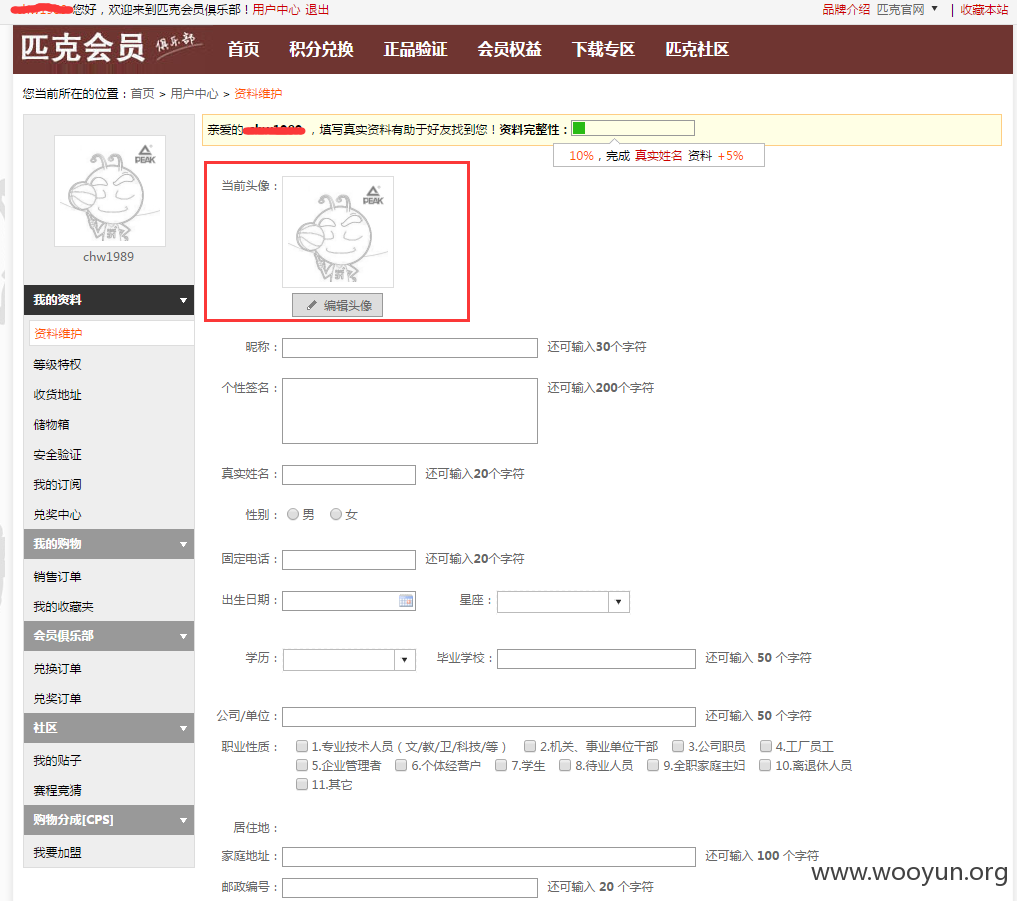 您好，欢迎来到匹克会员俱乐部！用户中心 退出
品牌介绍 匹克官网 ▼ | 收藏本站
匹克会员 俱乐部 首页 积分兑换 正品验证 会员权益 下载专区 匹克社区
您当前所在的位置：首页 > 用户中心 > 资料维护
亲爱的 ，填写真实资料有助于好友找到您！资料完整性：
10%，完成 真实姓名 资料 +5%
PEAK
chw1989
我的资料
资料维护
等级特权
收货地址
储物箱
安全验证
我的订阅
兑奖中心
我的购物
销售订单
我的收藏夹
会员俱乐部
兑换订单
兑奖订单
社区
我的贴子
赛程竞猜
购物分成[CPS]
我要加盟
当前头像：
PEAK
编辑头像
昵称： 还可输入30个字符
个性签名： 还可输入200个字符
真实姓名： 还可输入20个字符
性别： 男 女
固定电话： 还可输入20个字符
出生日期： 星座：
学历： 毕业学校： 还可输入 50 个字符
公司/单位： 还可输入 50 个字符
职业性质： 1.专业技术人员（文/教/卫/科技/等） 2.机关、事业单位干部 3.公司职员 4.工厂员工
5.企业管理者 6.个体经营户 7.学生 8.待业人员 9.全职家庭主妇 10.离退休人员
11.其它
居住地：
家庭地址： 还可输入 100 个字符
邮政编号： 还可输入 20 个字符
www.wooyun.org